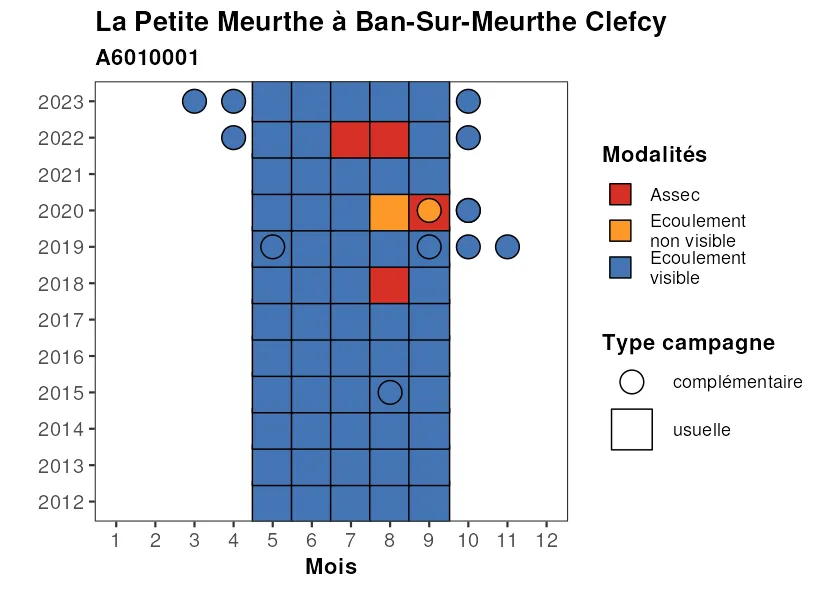 La Petite Meurthe à Ban-Sur-Meurthe Clefcy
A6010001
2023
2022
2021
2020
2019
2018
2017
2016
2015
2014
2013
2012
1 2 3 4 5 6 7 8 9 10 11 12
Mois
Modalités
Assec
Ecoulement
non visible
Ecoulement
visible
Type campagne
complémentaire
usuelle